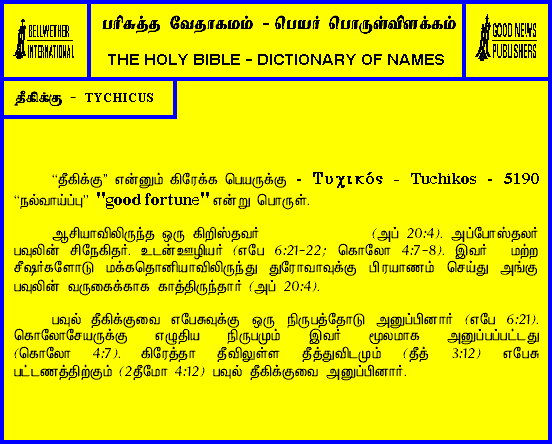 BELLWETHER
INTERNATIONAL
பரிசுத்த வேதாகமம் - பெயர் பொருள்விளக்கம்
THE HOLY BIBLE - DICTIONARY OF NAMES
GOOD NEWS
PUBLISHERS
தீகிக்கு - TYCHICUS
“தீகிக்கு” என்னும் கிரேக்க பெயருக்கு - Τυχικός - Tuchikos - 5190
“நல்வாய்ப்பு” "good fortune" என்று பொருள்.
ஆசியாவிலிருந்த ஒரு கிறிஸ்தவர் (அப் 20:4). அப்போஸ்தலர்
பவுலின் சிநேகிதர். உடன்ஊழியர் (எபே 6:21-22; கொலோ 4:7-8). இவர் மற்ற
சீஷர்களோடு மக்கதொனியாவிலிருந்து துரோவாவுக்கு பிரயாணம் செய்து அங்கு
பவுலின் வருகைக்காக காத்திருந்தார் (அப் 20:4).
பவுல் தீகிக்குவை எபேசுவுக்கு ஒரு நிருபத்தோடு அனுப்பினார் (எபே 6:21).
கொலோசேயருக்கு எழுதிய நிருபமும் இவர் மூலமாக அனுப்பப்பட்டது
(கொலோ 4:7). கிரேத்தா தீவிலுள்ள தீத்துவிடமும் (தீத் 3:12) எபேசு
பட்டணத்திற்கும் (2தீமோ 4:12) பவுல் தீகிக்குவை அனுப்பினார்.